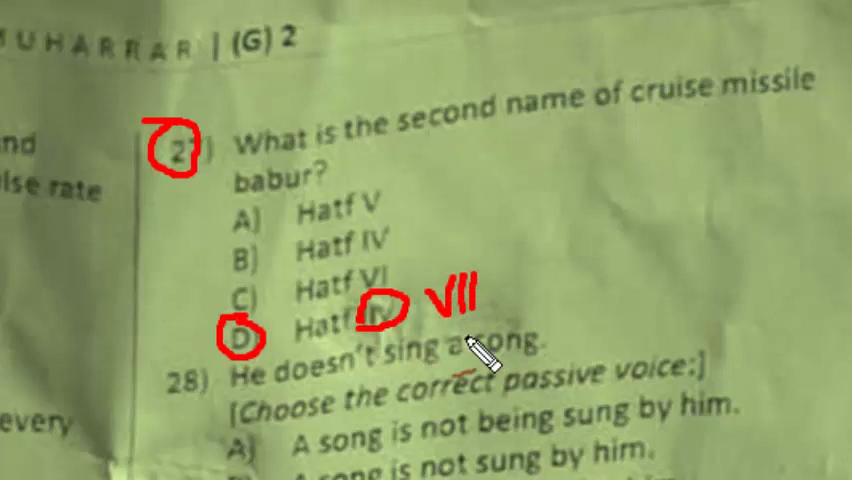 MUHARRAR | (G) 2
nd
lse rate
every
27) What is the second name of cruise missile
babur?
A) Hatf V
B) Hatf IV
C) Hatf VI
D) Hatf IV VII
28) He doesn't sing a song.
[Choose the correct passive voice:]
A) A song is not being sung by him.
A song is not sung by him.